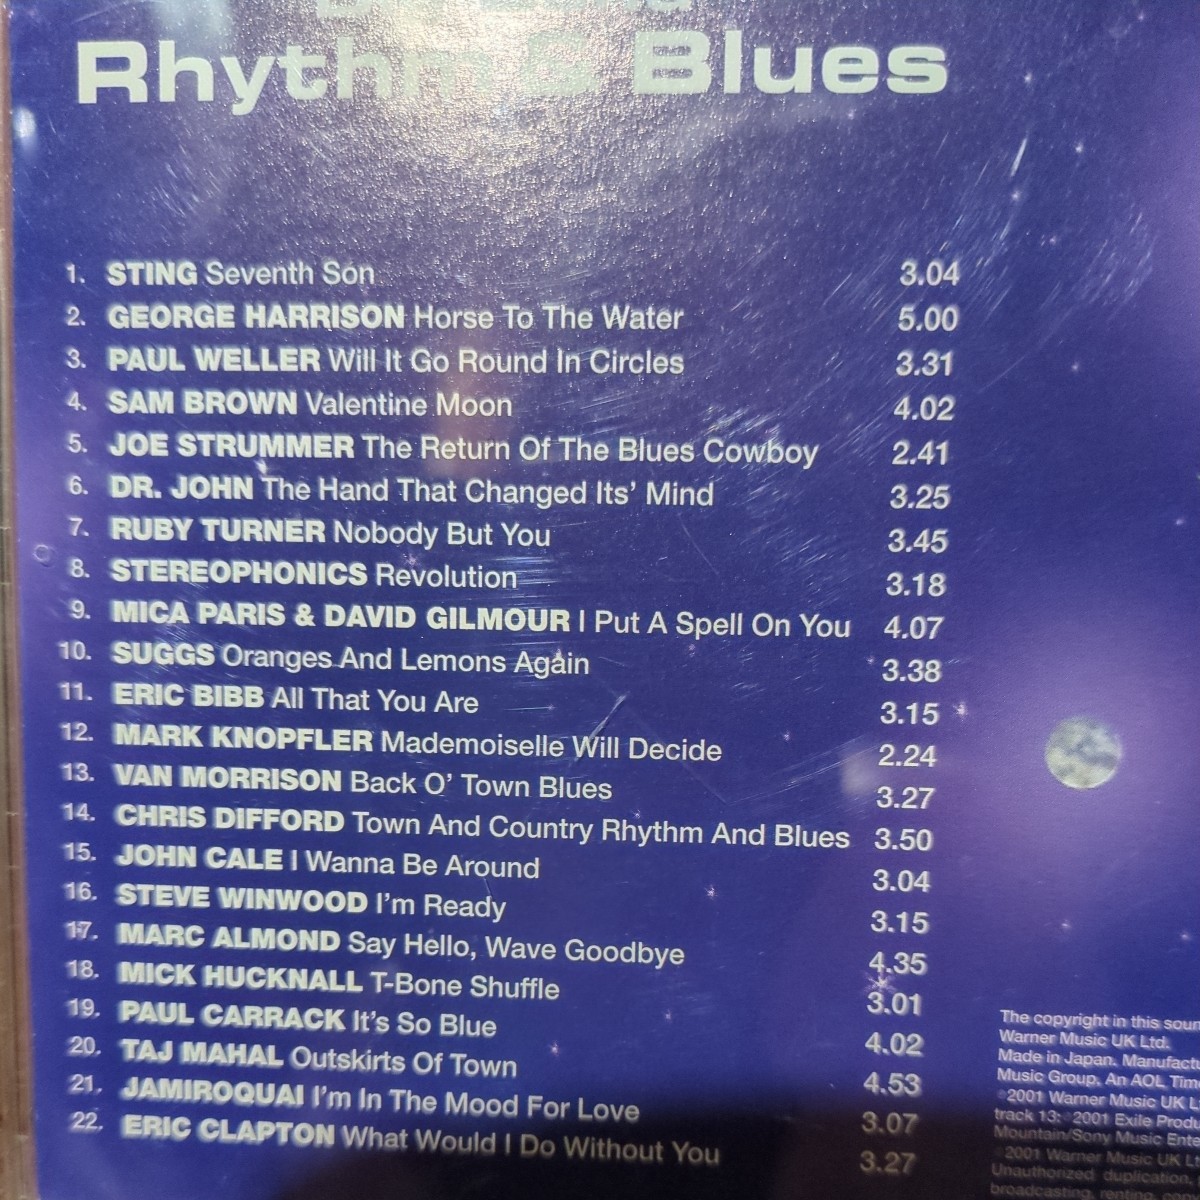 Rhythm & Blues
1. STING Seventh Son 3.04
2. GEORGE HARRISON Horse To The Water 5.00
3. PAUL WELLER Will It Go Round In Circles 3.31
4. SAM BROWN Valentine Moon 4.02
5. JOE STRUMMER The Return Of The Blues Cowboy 2.41
6. DR. JOHN The Hand That Changed Its' Mind 3.25
7. RUBY TURNER Nobody But You 3.45
8. STEREOPHONICS Revolution 3.18
9. MICA PARIS & DAVID GILMOUR I Put A Spell On You 4.07
10. SUGGS Oranges And Lemons Again 3.38
11. ERIC BIBB All That You Are 3.15
12. MARK KNOPFLER Mademoiselle Will Decide 2.24
13. VAN MORRISON Back O' Town Blues 3.27
14. CHRIS DIFFORD Town And Country Rhythm And Blues 3.50
15. JOHN CALE I Wanna Be Around 3.04
16. STEVE WINWOOD I'm Ready 3.15
17. MARC ALMOND Say Hello, Wave Goodbye 4.35
18. MICK HUCKNALL T-Bone Shuffle 3.01
19. PAUL CARRACK It's So Blue 4.02
20. TAJ MAHAL Outskirts Of Town 4.53
21. JAMIROQUAI I'm In The Mood For Love 3.07
22. ERIC CLAPTON What Would I Do Without You 3.27
The copyright in this soun
Warner Music UK Ltd.
Made in Japan. Manufactu
Music Group. An AOL Tim
2001 Warner Music UK L
track 13: 2001 Exile Produ
Mountain/Sony Music Ente
2001 Warner Music UK Lt
Unauthorized duplication,
broadcasting